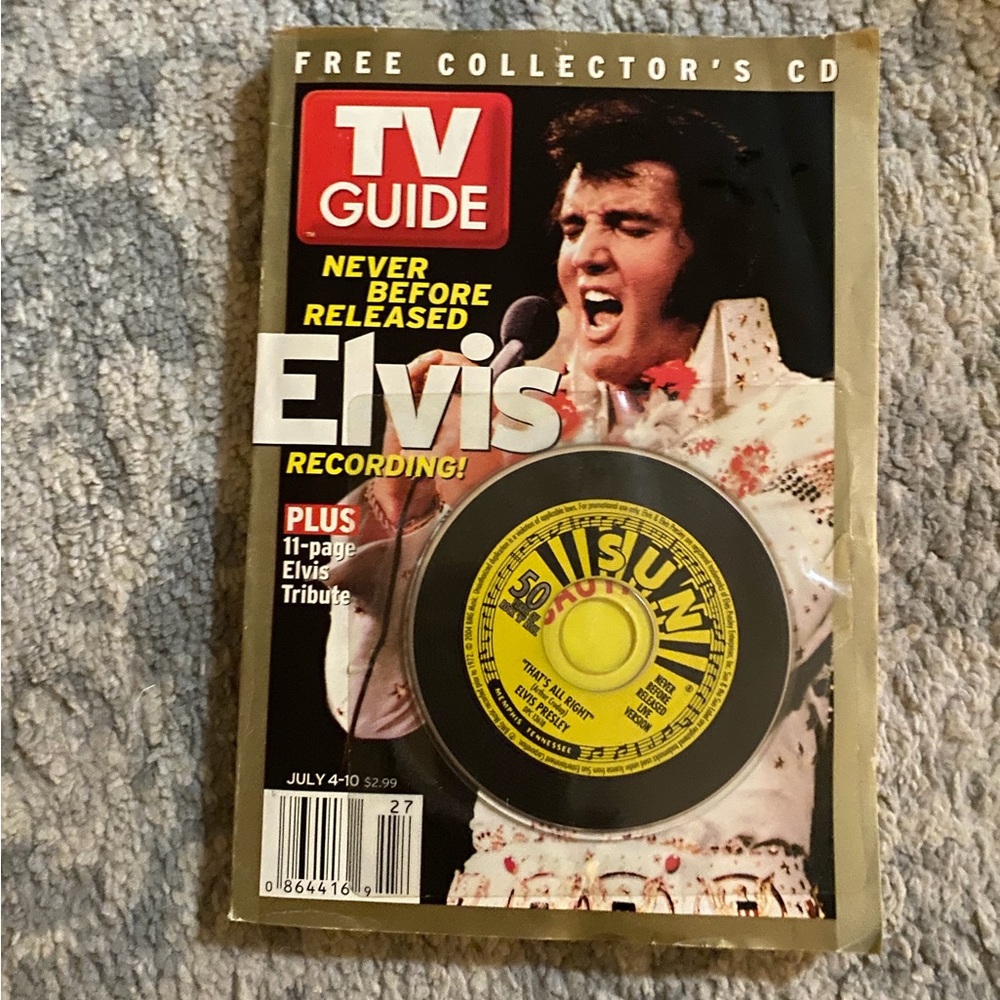 FREE COLLECTOR'S CD
TV
GUIDE
NEVER
BEFORE
RELEASED
Elvis
RECORDING!
PLUS
11-page
Elvis
Tribute
SUN
50
"THAT'S ALL RIGHT"
(Arthur Crudup)
ELVIS PRESLEY
NEVER
BEFORE
RELEASED
LIVE
VERSION
MEMPHIS TENNESSEE
JULY 4-10 $2.99
27
0 864416 9